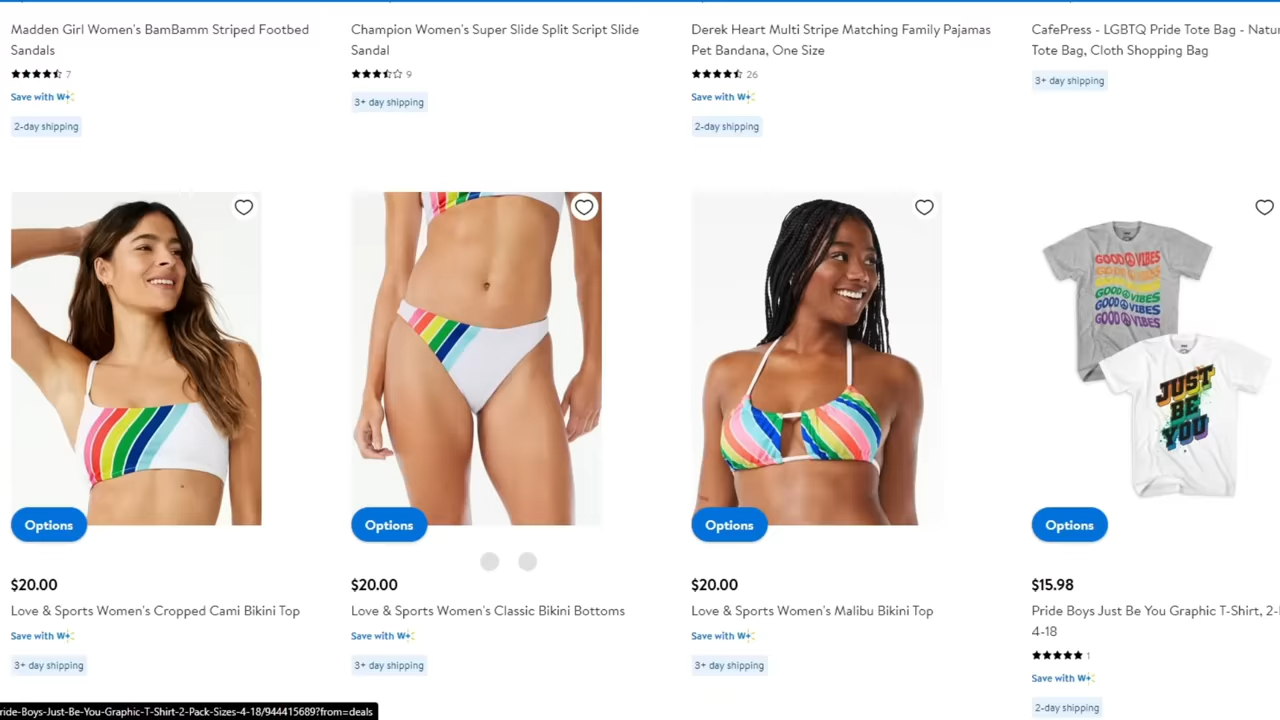 Madden Girl Women's BamBamm Striped Footbed
Sandals
7
Save with W+
2-day shipping
Champion Women's Super Slide Split Script Slide
Sandal
9
3+ day shipping
Derek Heart Multi Stripe Matching Family Pajamas
Pet Bandana, One Size
26
Save with W+
2-day shipping
CafePress - LGBTQ Pride Tote Bag - Natur
Tote Bag, Cloth Shopping Bag
3+ day shipping
Options
$20.00
Love & Sports Women's Cropped Cami Bikini Top
Save with W+
3+ day shipping
Options
$20.00
Love & Sports Women's Classic Bikini Bottoms
Save with W+
3+ day shipping
Options
$20.00
Love & Sports Women's Malibu Bikini Top
Save with W+
3+ day shipping
GOOD VIBES
GOOD VIBES
GOOD VIBES
GOOD VIBES
GOOD VIBES
GOOD VIBES
JUST
BE
YOU
Options
$15.98
Pride Boys Just Be You Graphic T-Shirt, 2-
4-18
1
Save with W+
2-day shipping
ride-Boys-Just-Be-You-Graphic-T-Shirt-2-Pack-Sizes-4-18/944415689?from=deals